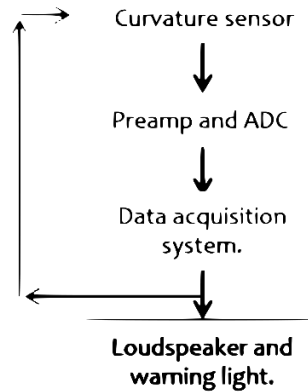 Curvature sensor
Preamp and ADC
Data acquisition
system.
Loudspeaker and
warning light.